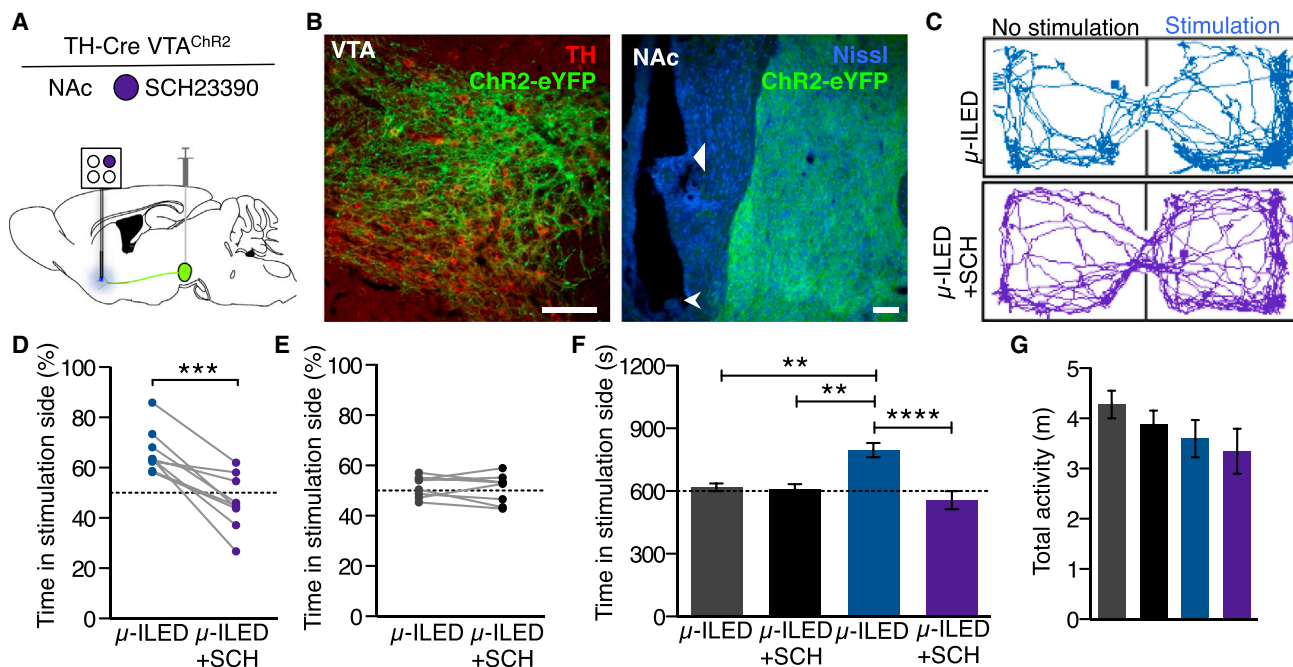 A
TH-Cre VTAChR2
NAc SCH23390
B
VTA
TH
ChR2-eYFP
NAc
Nissl
ChR2-eYFP
C
No stimulation Stimulation
μ-ILED
μ-ILED
+SCH
D
Time in stimulation side (%)
100
80
60
40
20
0
***
μ-ILED μ-ILED
+SCH
E
Time in stimulation side (%)
100
80
60
40
20
0
μ-ILED μ-ILED
+SCH
F
Time in stimulation side (s)
1200
900
600
300
0
**
**
****
μ-ILED μ-ILED μ-ILED μ-ILED
+SCH +SCH
G
Total activity (m)
5
4
3
2
1
0